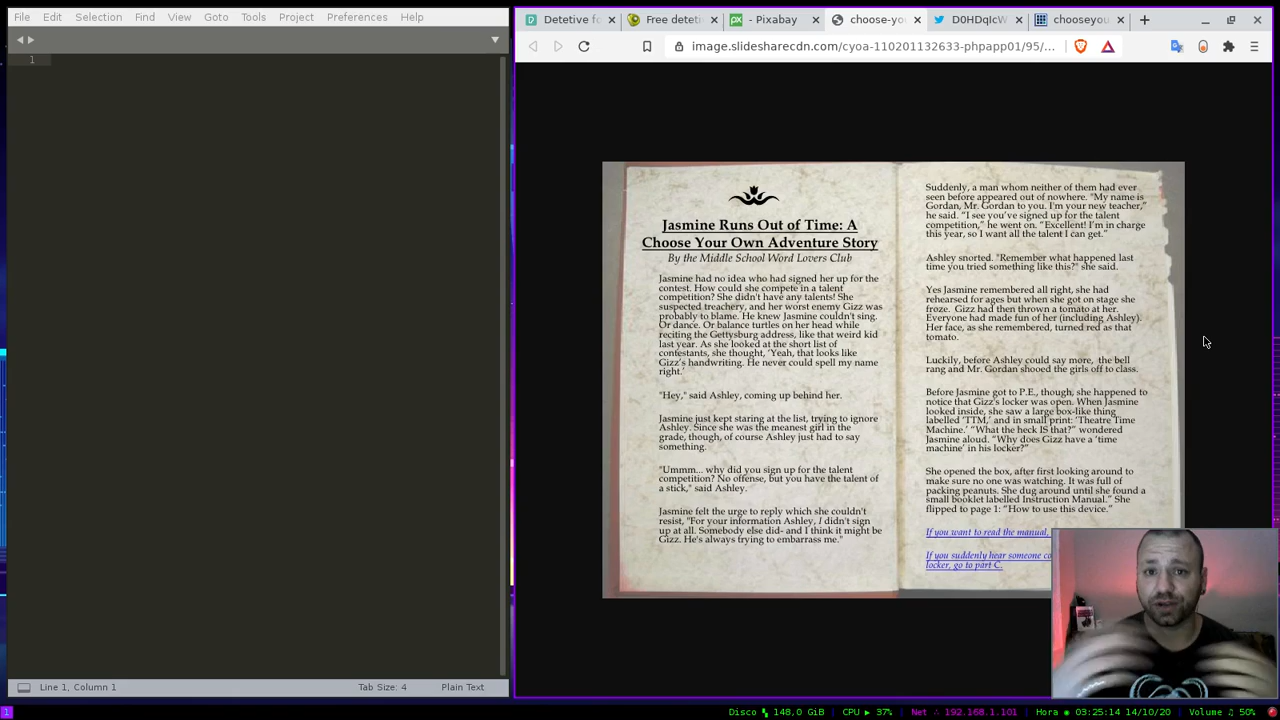 File Edit Selection Find View Goto Tools Project Preferences Help
1
Line 1, Column 1
Tab Size: 4
Plain Text
Detetive fo
Free deteti
- Pixabay
choose-yo
D0HDqIcW
chooseyou
image.slidesharecdn.com/cyoa-110201132633-phpapp01/95/...
Jasmine Runs Out of Time: A
Choose Your Own Adventure Story
By the Middle School Word Lovers Club
Jasmine had no idea who had signed her up for the
contest. How could she compete in a talent
competition? She didn't have any talents! She
suspected treachery, and her worst enemy Gizz was
probably to blame. He knew Jasmine couldn't sing.
Or dance. Or balance turtles on her head while
reciting the Gettysburg address, like that weird kid
last year. As she looked at the short list of
contestants, she thought, 'Yeah, that looks like
Gizz's handwriting. He never could spell my name
right.'
"Hey," said Ashley, coming up behind her.
Jasmine just kept staring at the list, trying to ignore
Ashley. Since she was the meanest girl in the
grade, though, of course Ashley just had to say
something.
"Ummm... why did you sign up for the talent
competition? No offense, but you have the talent of
a stick," said Ashley.
Jasmine felt the urge to reply which she couldn't
resist, "For your information Ashley, I didn't sign
up at all. Somebody else did- and I think it might be
Gizz. He's always trying to embarrass me."
Suddenly, a man whom neither of them had ever
seen before appeared out of nowhere. "My name is
Gordan, Mr. Gordan to you. I'm your new teacher,"
he said. "I see you've signed up for the talent
competition," he went on. "Excellent! I'm in charge
this year, so I want all the talent I can get."
Ashley snorted. "Remember what happened last
time you tried something like this?" she said.
Yes Jasmine remembered all right, she had
rehearsed for ages but when she got on stage she
froze. Gizz had then thrown a tomato at her.
Everyone had made fun of her (including Ashley).
Her face, as she remembered, turned red as that
tomato.
Luckily, before Ashley could say more, the bell
rang and Mr. Gordan shooed the girls off to class.
Before Jasmine got to P.E., though, she happened to
notice that Gizz's locker was open. When Jasmine
looked inside, she saw a large box-like thing
labelled 'TTM,' and in small print: 'Theatre Time
Machine.' "What the heck IS that?" wondered
Jasmine aloud. "Why does Gizz have a 'time
machine' in his locker?"
She opened the box, after first looking around to
make sure no one was watching. It was full of
packing peanuts. She dug around until she found a
small booklet labelled Instruction Manual." She
flipped to page 1: "How to use this device."
If you want to read the manual,
If you suddenly hear someone co
locker, go to part C.
1
Disco 148,0 GiB CPU 37% Net 192.168.1.101 Hora 03:25:14 14/10/20 Volume 50%